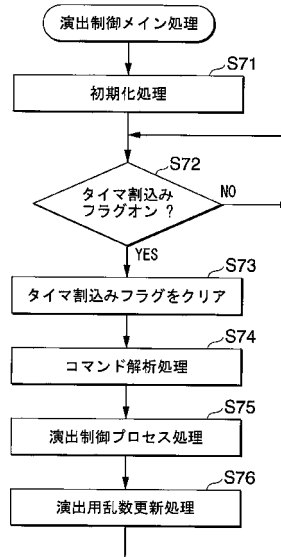 演出制御メイン処理
S71
初期化処理
S72
タイマ割込み
フラグオン ?
NO
YES
S73
タイマ割込みフラグをクリア
S74
コマンド解析処理
S75
演出制御プロセス処理
S76
演出用乱数更新処理